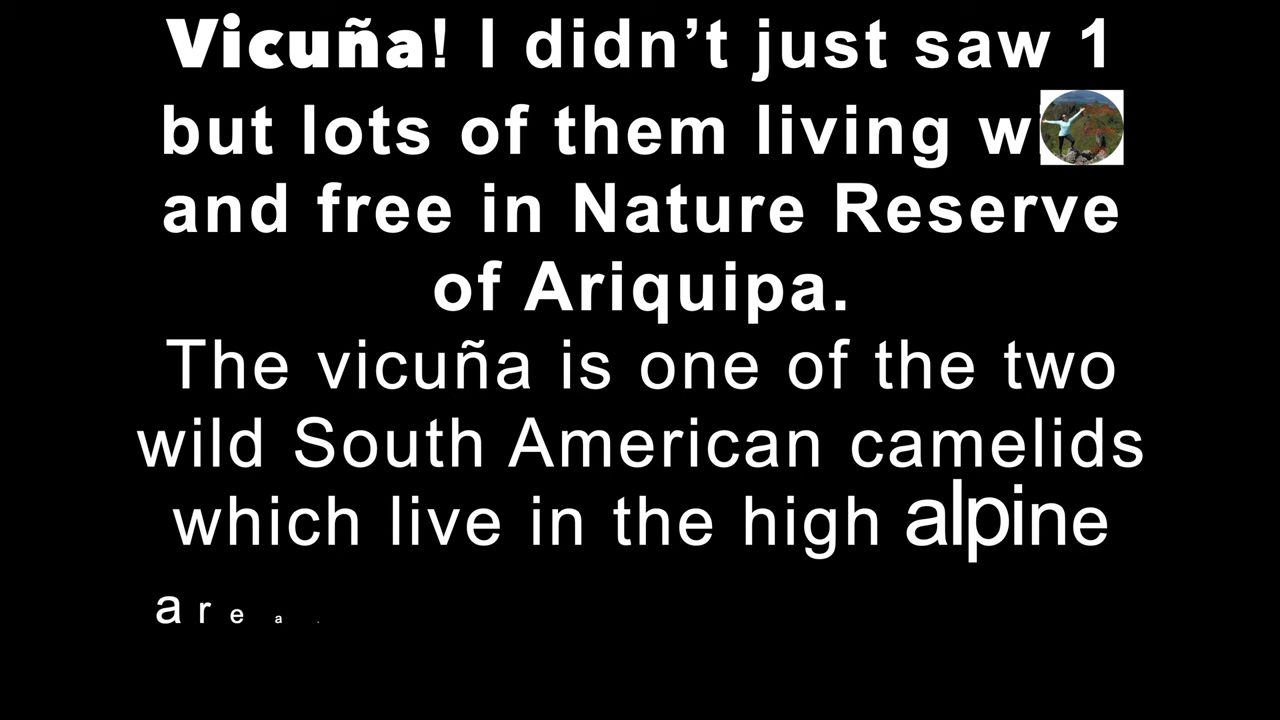 Vicuña! I didn’t just saw 1
but lots of them living
and free in Nature Reserve
of Ariquipa.
The vicuña is one of the two
wild South American camelids
which live in the high alpine
area